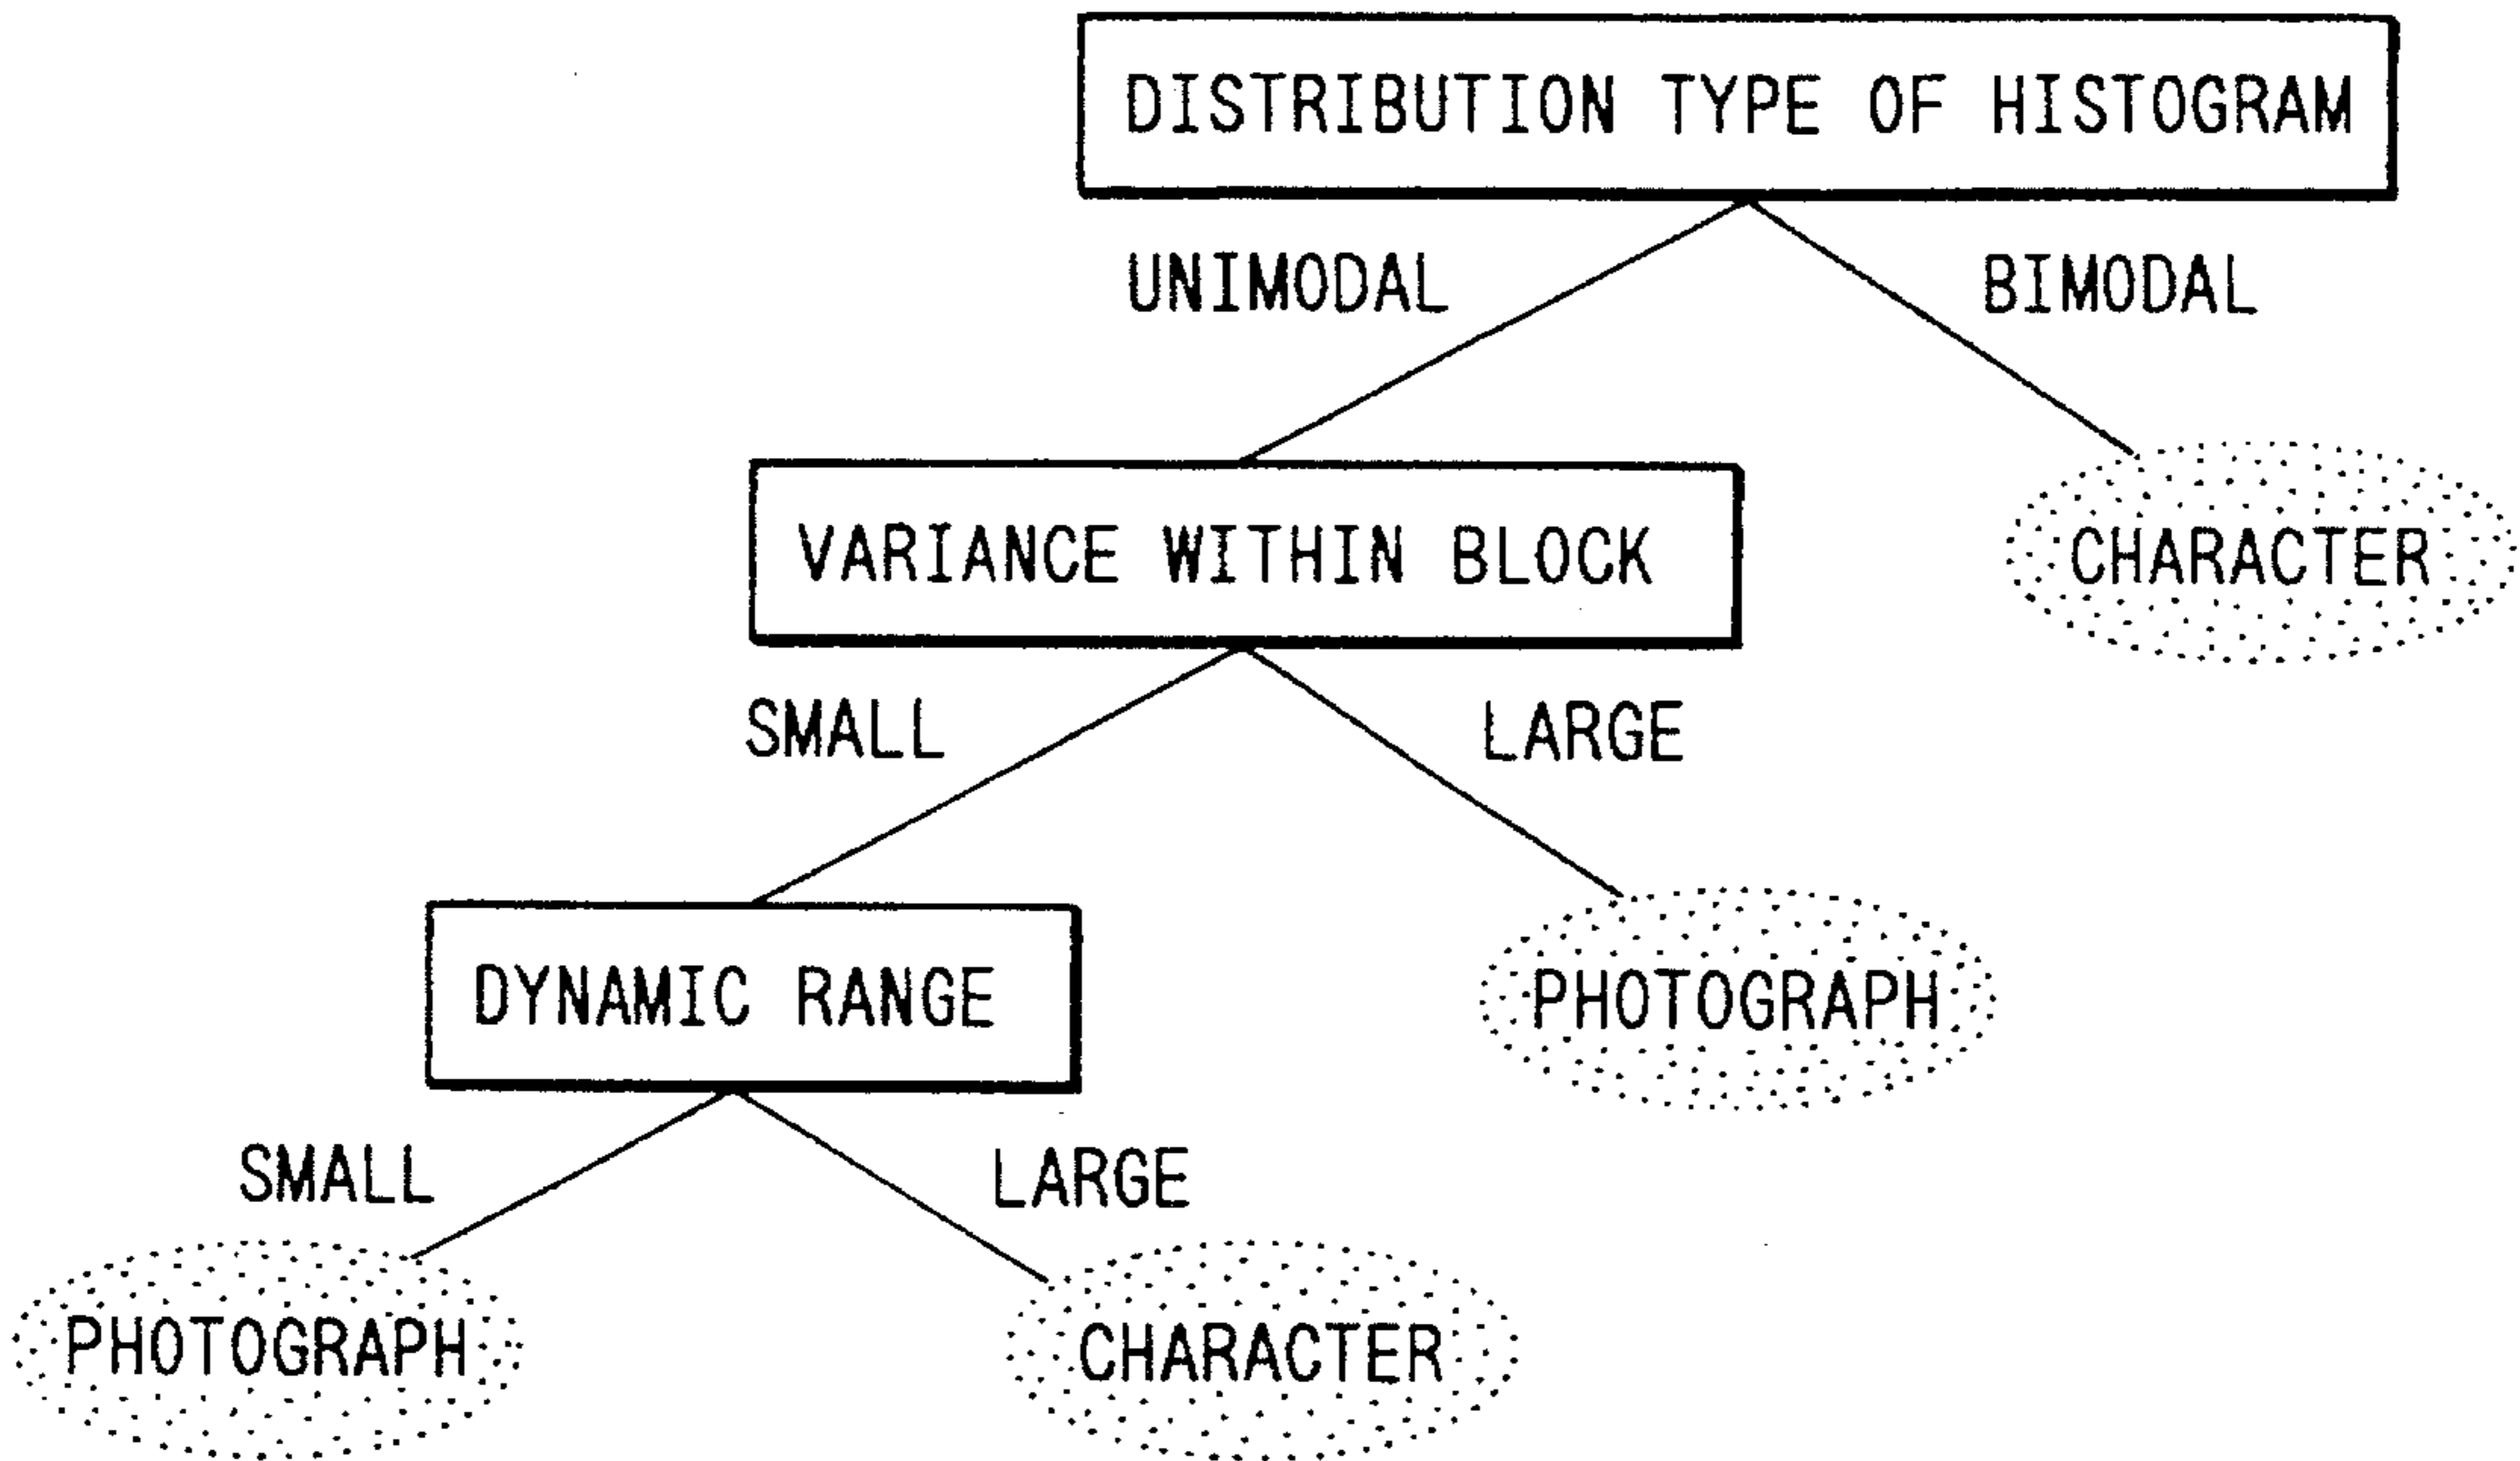 DISTRIBUTION TYPE OF HISTOGRAM
UNIMODAL
BIMODAL
VARIANCE WITHIN BLOCK
CHARACTER
SMALL
LARGE
DYNAMIC RANGE
PHOTOGRAPH
SMALL
LARGE
PHOTOGRAPH
CHARACTER